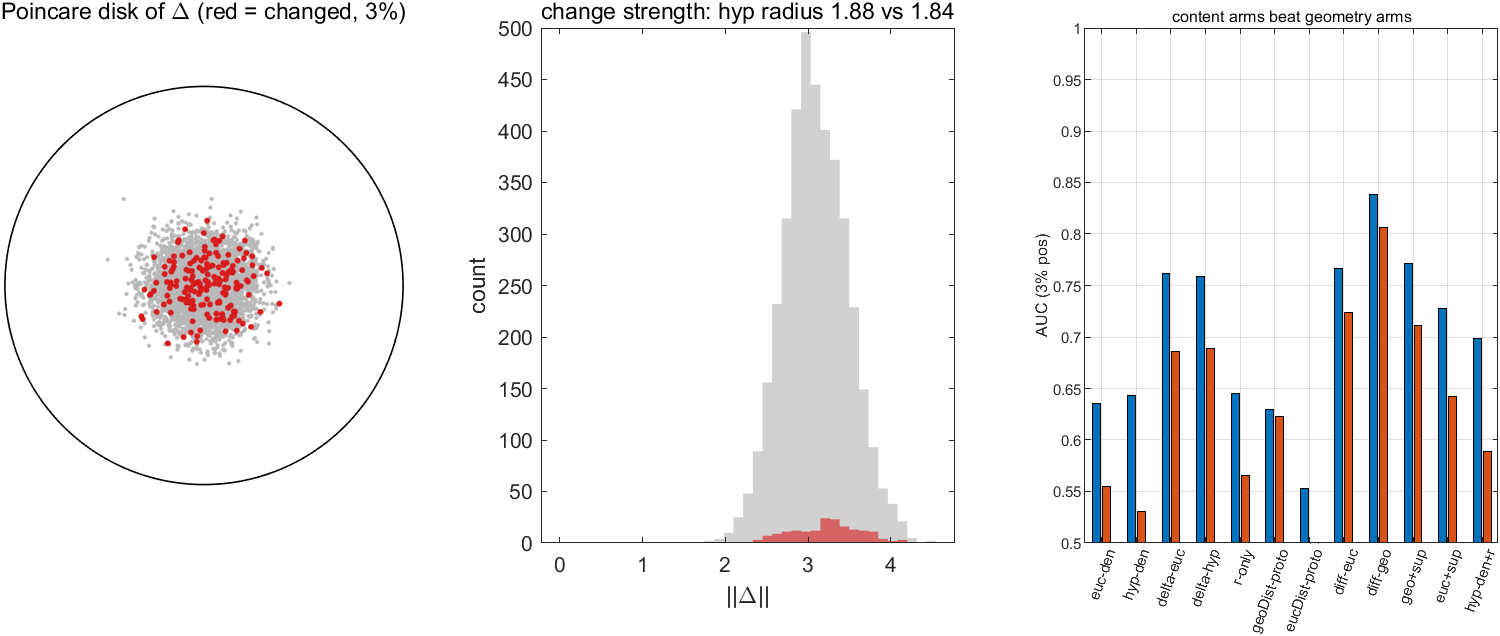 Poincare disk of Δ (red = changed, 3%)
change strength: hyp radius 1.88 vs 1.84
500
450
400
350
300
250
200
150
100
50
0
count
0 1 2 3 4
||Δ||
content arms beat geometry arms
1
0.95
0.9
0.85
0.8
0.75
0.7
0.65
0.6
0.55
0.5
AUC (3% pos)
euc-den
hyp-den
delta-euc
delta-hyp
r-only
geoDist-proto
eucDist-proto
diff-euc
diff-geo
geo+sup
euc+sup
hyp-den+r